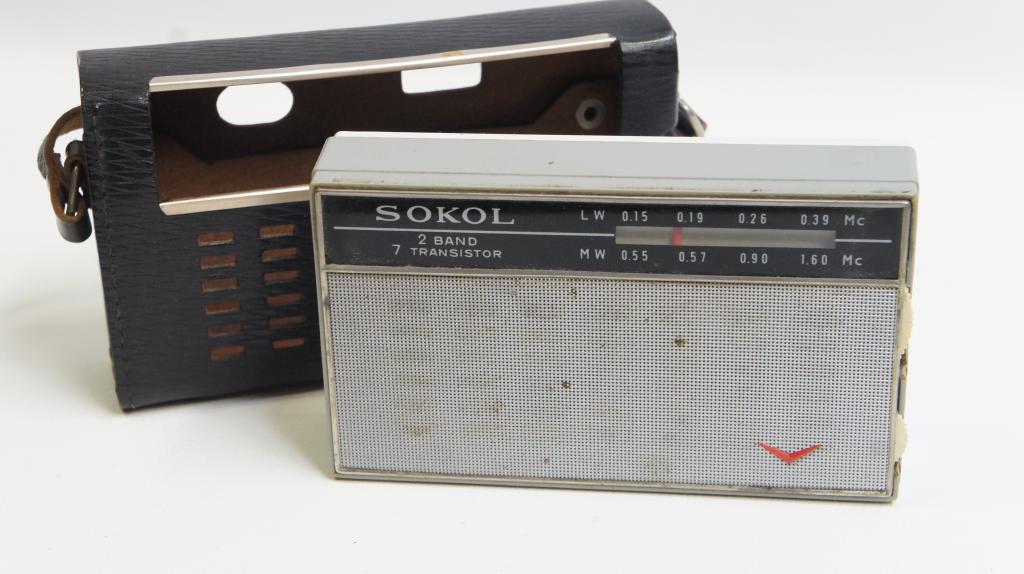 SOKOL
2 BAND
7 TRANSISTOR
LW 0.15 0.19 0.26 0.39 Mc
MW 0.55 0.57 0.90 1.60 Mc